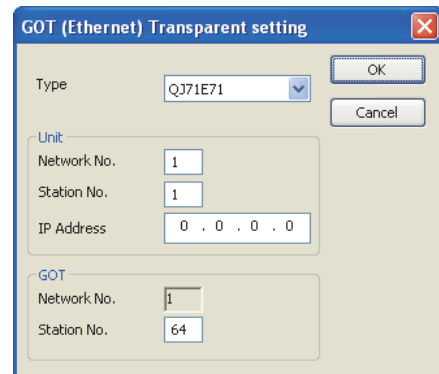 GOT (Ethernet) Transparent setting
Type
QJ71E71
OK
Cancel
Unit
Network No.
1
Station No.
1
IP Address
0 . 0 . 0 . 0
GOT
Network No.
1
Station No.
64